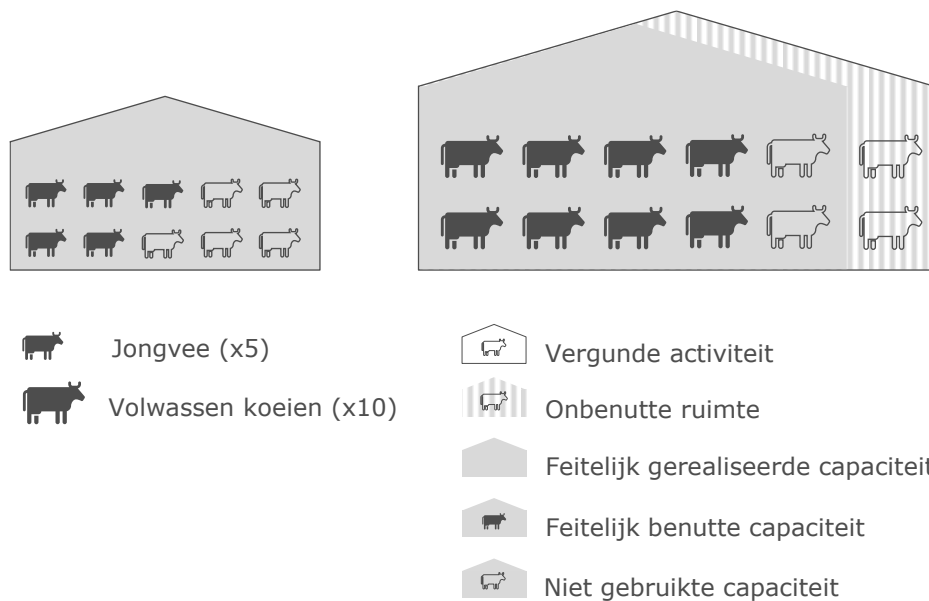 Jongvee (x5)
Volwassen koeien (x10)
Vergunde activiteit
Onbenutte ruimte
Feitelijk gerealiseerde capaciteit
Feitelijk benutte capaciteit
Niet gebruikte capaciteit